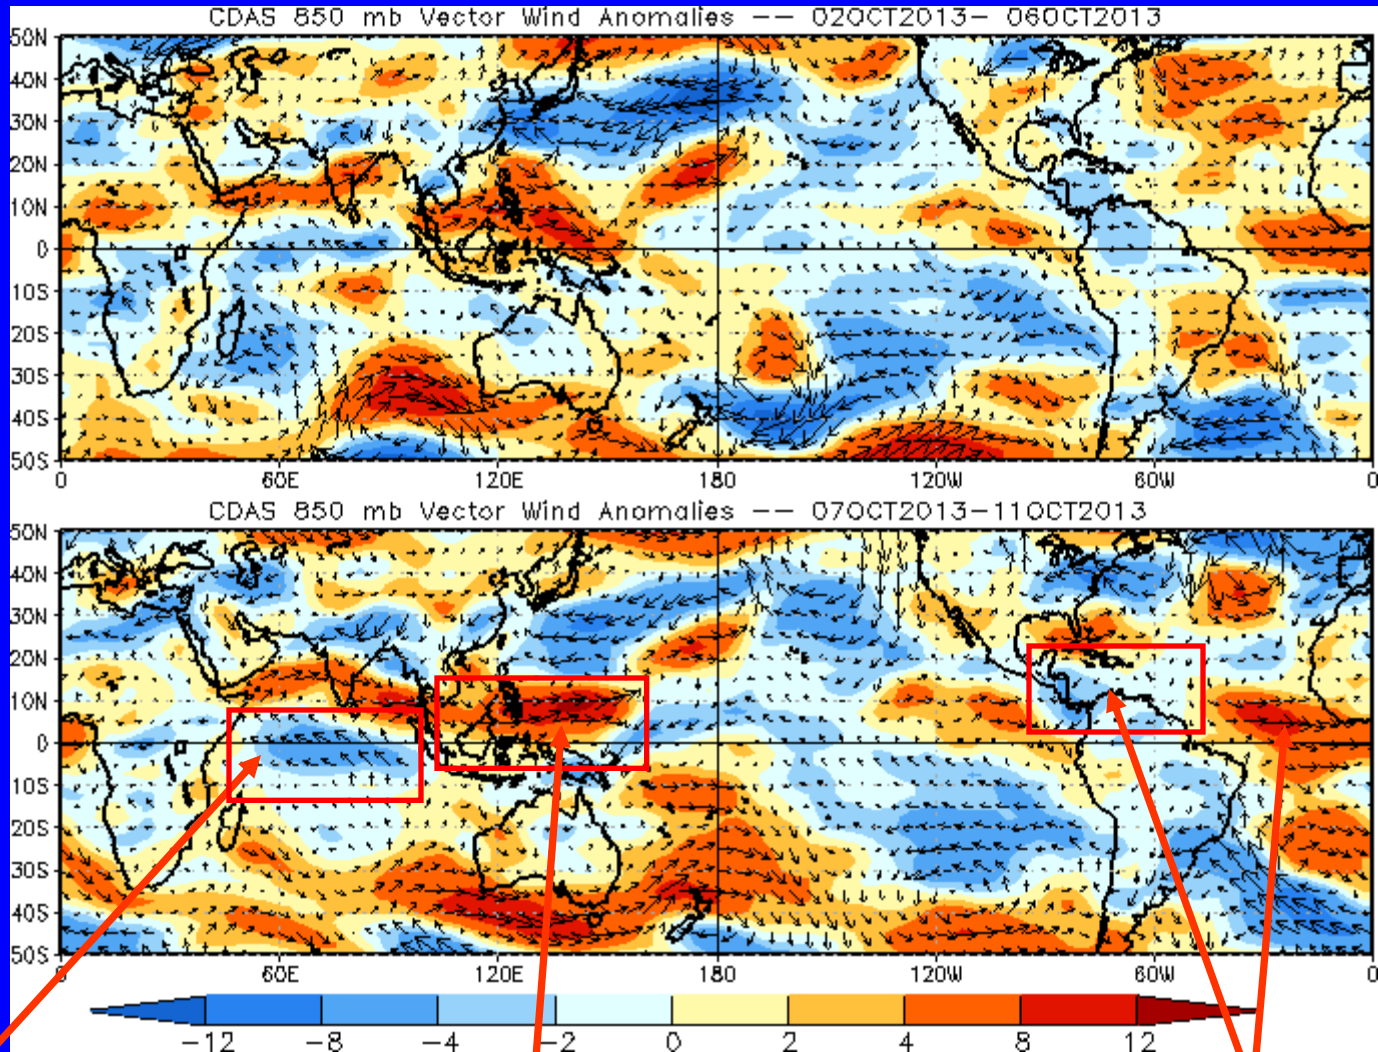 CDAS 850 mb Vector Wind Anomalies -- 02OCT2013- 06OCT2013
50N
40N
30N
20N
10N
0
10S
20S
30S
40S
50S
0 60E 120E 180 120W 60W 0
CDAS 850 mb Vector Wind Anomalies -- 07OCT2013-11OCT2013
50N
40N
30N
20N
10N
0
10S
20S
30S
40S
50S
0 60E 120E 180 120W 60W 0
-12 -8 -4 -2 0 2 4 8 12